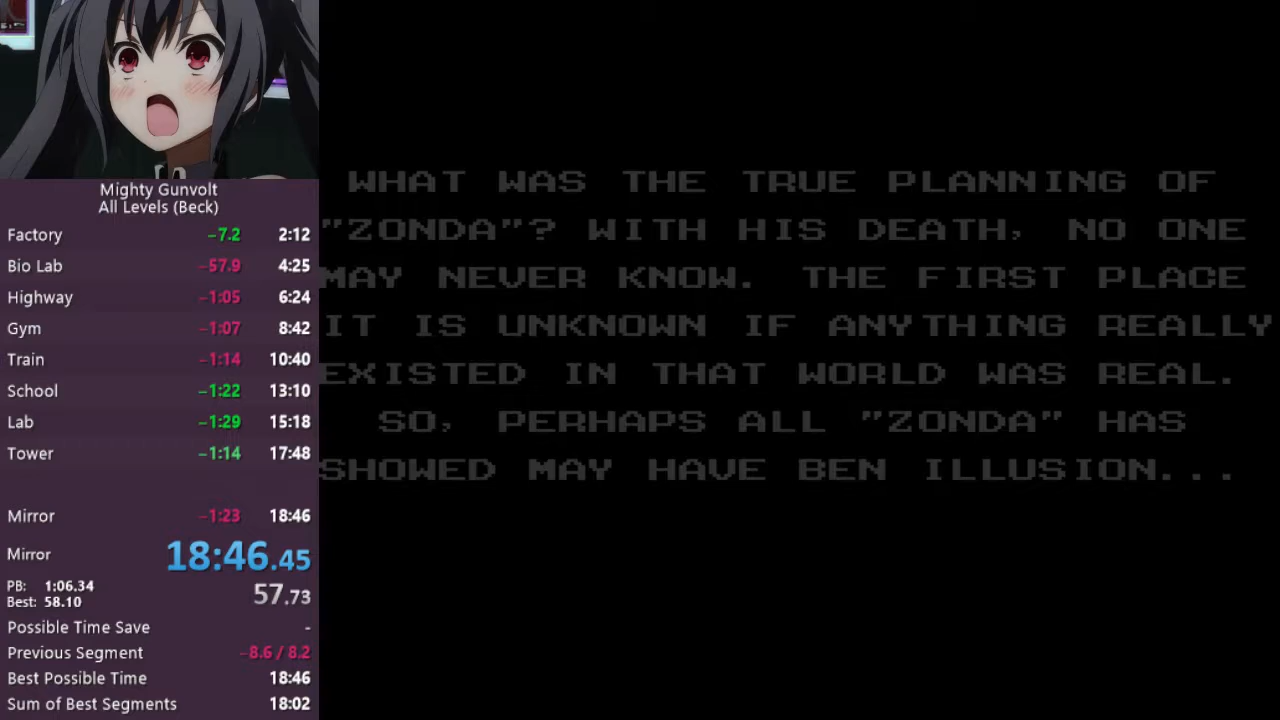 Mighty Gunvolt
All Levels (Beck)
Factory -7.2 2:12
Bio Lab -57.9 4:25
Highway -1:05 6:24
Gym -1:07 8:42
Train -1:14 10:40
School -1:22 13:10
Lab -1:29 15:18
Tower -1:14 17:48
Mirror -1:23 18:46
Mirror 18:46.45
PB: 1:06.34
Best: 58.10
57.73
Possible Time Save -
Previous Segment -8.6 / 8.2
Best Possible Time 18:46
Sum of Best Segments 18:02
WHAT WAS THE TRUE PLANNING OF
"ZONDA"? WITH HIS DEATH, NO ONE
MAY NEVER KNOW. THE FIRST PLACE
IT IS UNKNOWN IF ANYTHING REALLY
EXISTED IN THAT WORLD WAS REAL.
SO, PERHAPS ALL "ZONDA" HAS
SHOWED MAY HAVE BEN ILLUSION...